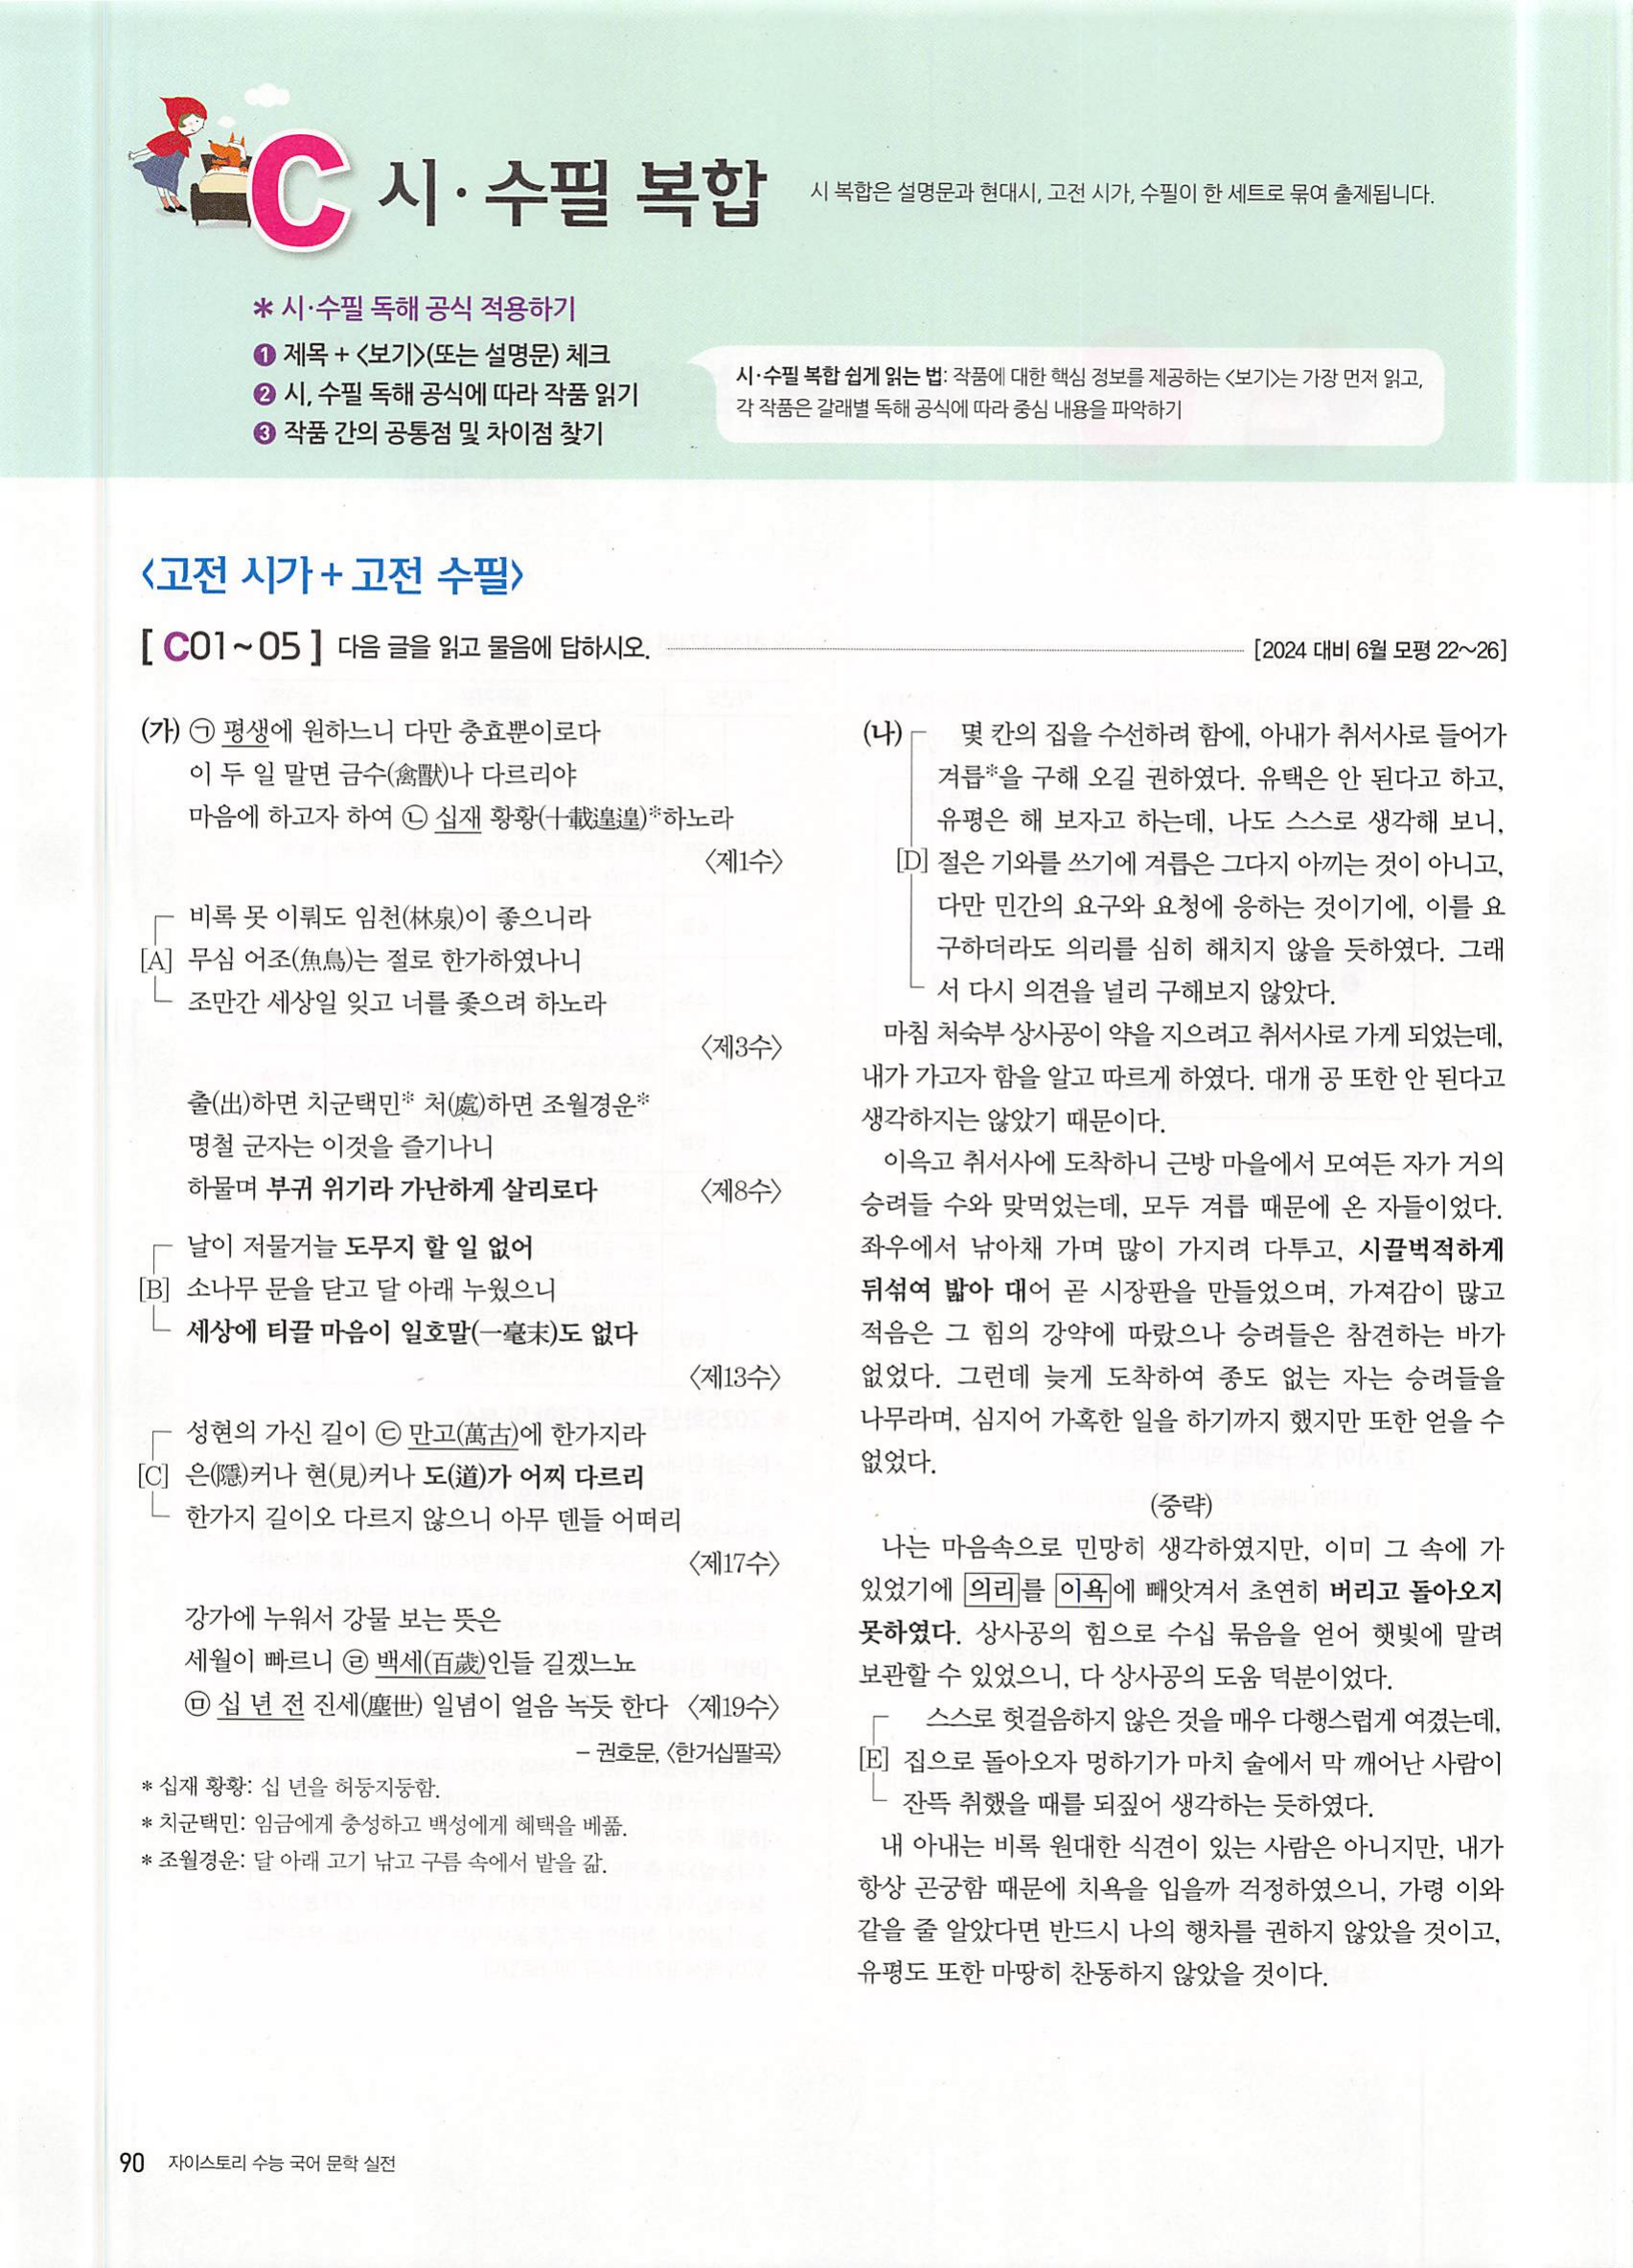 C 시·수필 복합
시 복합은 설명문과 현대시, 고전 시가, 수필이 한 세트로 묶여 출제됩니다.
* 시·수필 독해 공식 적용하기
❶ 제목 + <보기>(또는 설명문) 체크
❷ 시, 수필 독해 공식에 따라 작품 읽기
❸ 작품 간의 공통점 및 차이점 찾기
시·수필 복합 쉽게 읽는 법: 작품에 대한 핵심 정보를 제공하는 <보기>는 가장 먼저 읽고,
각 작품은 갈래별 독해 공식에 따라 중심 내용을 파악하기
<고전 시가 + 고전 수필>
[ C01~05 ] 다음 글을 읽고 물음에 답하시오. [2024 대비 6월 모평 22~26]
(가) ㉠ 평생에 원하느니 다만 충효뿐이로다
이 두 일 말면 금수(禽獸)나 다르리야
마음에 하고자 하여 ㉡ 십재 황황(十載遑遑)*하노라
<제1수>
비록 못 이뤄도 임천(林泉)이 좋으니라
[A] 무심 어조(魚鳥)는 절로 한가하였나니
조만간 세상일 잊고 너를 좇으려 하노라
<제3수>
출(出)하면 치군택민* 처(處)하면 조월경운*
명철 군자는 이것을 즐기나니
하물며 부귀 위기라 가난하게 살리로다 <제8수>
날이 저물거늘 도무지 할 일 없어
[B] 소나무 문을 닫고 달 아래 누웠으니
세상에 티끌 마음이 일호말(一毫末)도 없다
<제13수>
성현의 가신 길이 ㉢ 만고(萬古)에 한가지라
[C] 은(隱)커나 현(見)커나 도(道)가 어찌 다르리
한가지 길이오 다르지 않으니 아무 덴들 어떠리
<제17수>
강가에 누워서 강물 보는 뜻은
세월이 빠르니 ㉣ 백세(百歲)인들 길겠느뇨
㉤ 십 년 전 진세(塵世) 일념이 얼음 녹듯 한다 <제19수>
– 권호문, <한거십팔곡>
* 십재 황황: 십 년을 허둥지둥함.
* 치군택민: 임금에게 충성하고 백성에게 혜택을 베풂.
* 조월경운: 달 아래 고기 낚고 구름 속에서 밭을 갊.
(나) 몇 칸의 집을 수선하려 함에, 아내가 취서사로 들어가
겨릅*을 구해 오길 권하였다. 유택은 안 된다고 하고,
유평은 해 보자고 하는데, 나도 스스로 생각해 보니,
[D] 절은 기와를 쓰기에 겨릅은 그다지 아끼는 것이 아니고,
다만 민간의 요구와 요청에 응하는 것이기에, 이를 요
구하더라도 의리를 심히 해치지 않을 듯하였다. 그래
서 다시 의견을 널리 구해보지 않았다.
마침 처숙부 상사공이 약을 지으려고 취서사로 가게 되었는데,
내가 가고자 함을 알고 따르게 하였다. 대개 공 또한 안 된다고
생각하지는 않았기 때문이다.
이윽고 취서사에 도착하니 근방 마을에서 모여든 자가 거의
승려들 수와 맞먹었는데, 모두 겨릅 때문에 온 자들이었다.
좌우에서 낚아채 가며 많이 가지려 다투고, 시끌벅적하게
뒤섞여 밟아 대어 곧 시장판을 만들었으며, 가져감이 많고
적음은 그 힘의 강약에 따랐으나 승려들은 참견하는 바가
없었다. 그런데 늦게 도착하여 종도 없는 자는 승려들을
나무라며, 심지어 가혹한 일을 하기까지 했지만 또한 얻을 수
없었다.
(중략)
나는 마음속으로 민망히 생각하였지만, 이미 그 속에 가
있었기에 의리를 이욕에 빼앗겨서 초연히 버리고 돌아오지
못하였다. 상사공의 힘으로 수십 묶음을 얻어 햇빛에 말려
보관할 수 있었으니, 다 상사공의 도움 덕분이었다.
스스로 헛걸음하지 않은 것을 매우 다행스럽게 여겼는데,
[E] 집으로 돌아오자 멍하기가 마치 술에서 막 깨어난 사람이
잔뜩 취했을 때를 되짚어 생각하는 듯하였다.
내 아내는 비록 원대한 식견이 있는 사람은 아니지만, 내가
항상 곤궁함 때문에 치욕을 입을까 걱정하였으니, 가령 이와
같을 줄 알았다면 반드시 나의 행차를 권하지 않았을 것이고,
유평도 또한 마땅히 찬동하지 않았을 것이다.
90 자이스토리 수능 국어 문학 실전